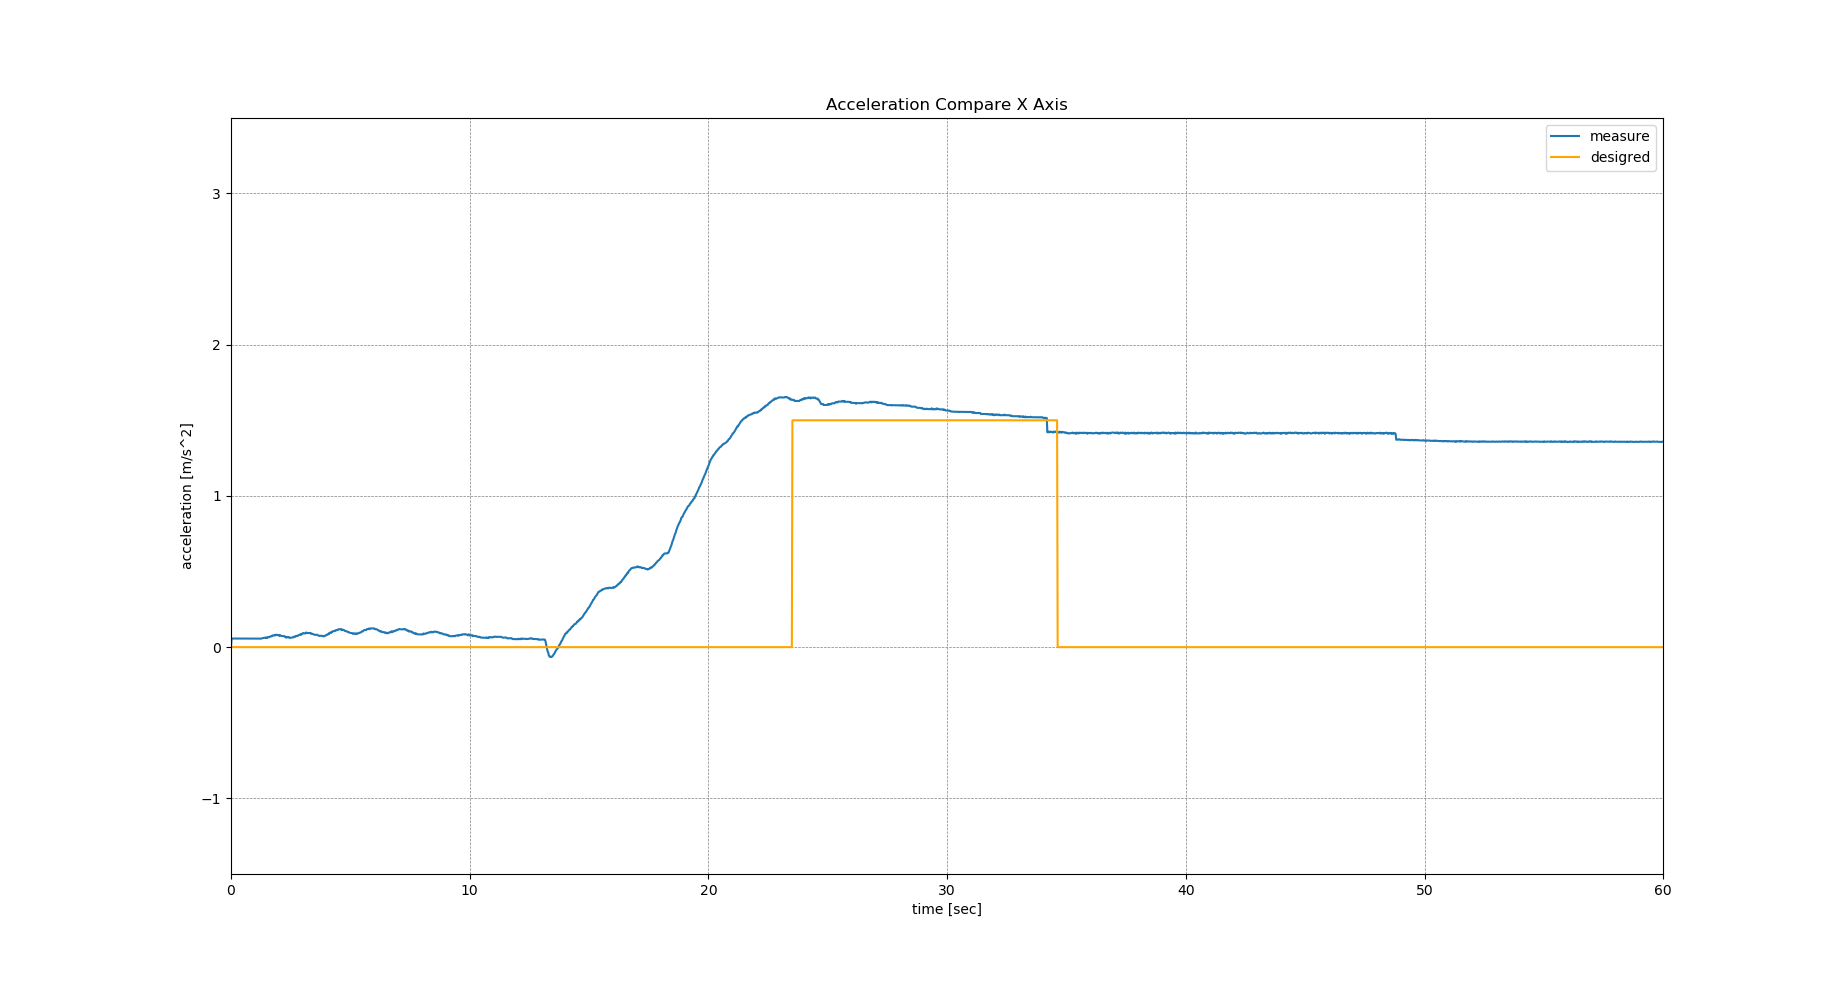 Acceleration Compare X Axis
measure
desigred
3
2
1
0
−1
acceleration [m/s^2]
0 10 20 30 40 50 60
time [sec]